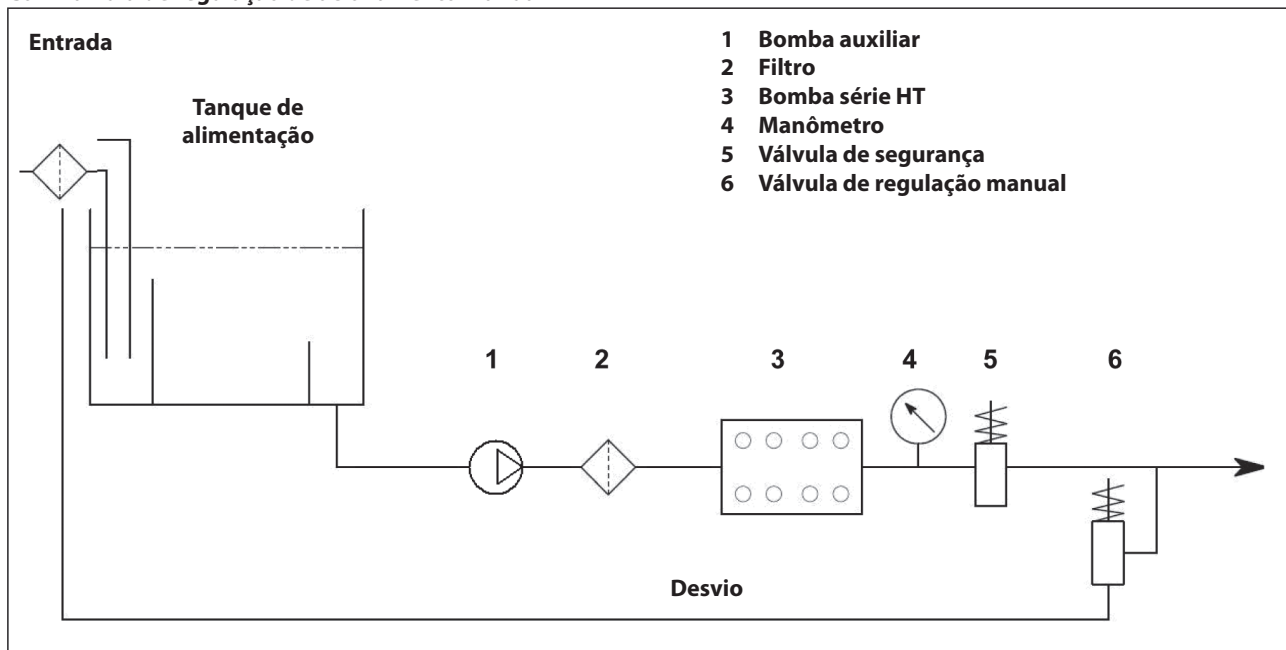 Entrada
1 Bomba auxiliar
2 Filtro
3 Bomba série HT
4 Manômetro
5 Válvula de segurança
6 Válvula de regulação manual
Tanque de
alimentação
1 2 3 4 5 6
Desvio